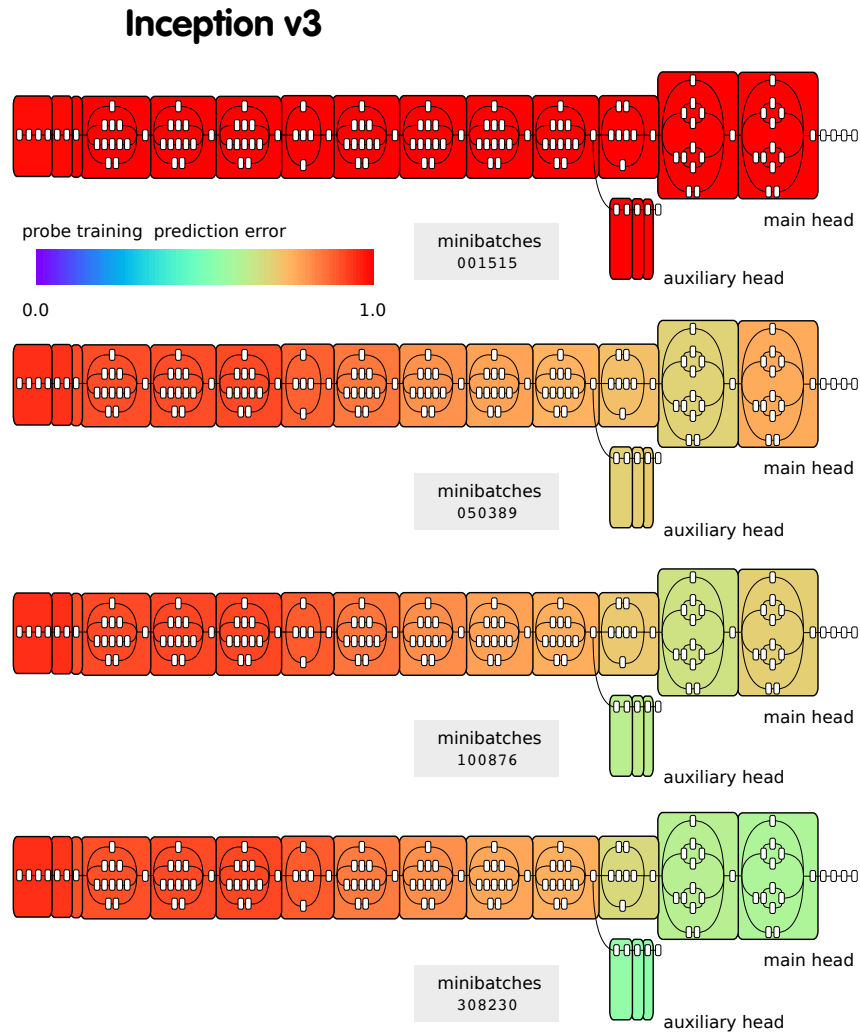 Inception v3
main head
probe training  prediction error
minibatches
001515
auxiliary head
0.0
1.0
main head
minibatches
050389
auxiliary head
main head
minibatches
100876
auxiliary head
main head
minibatches
308230
auxiliary head